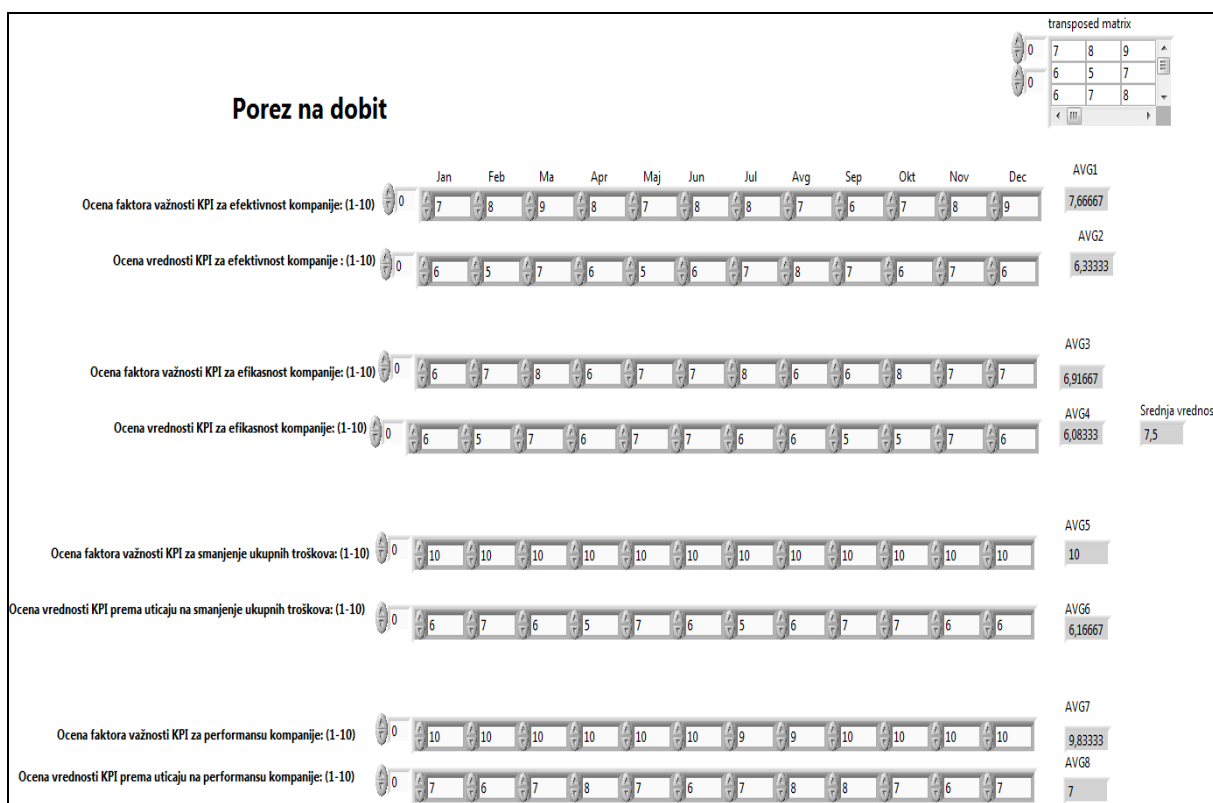 transposed matrix
0 7 8 9
0 6 5 7
6 7 8
Porez na dobit
Jan Feb Ma Apr Maj Jun Jul Avg Sep Okt Nov Dec AVG1
Ocena faktora važnosti KPI za efektivnost kompanije: (1-10) 0 7 8 9 8 7 8 8 7 6 7 8 9 7,66667
AVG2
Ocena vrednosti KPI za efektivnost kompanije : (1-10) 0 6 5 7 6 5 6 7 8 7 6 7 6 6,33333
AVG3
Ocena faktora važnosti KPI za efikasnost kompanije: (1-10) 0 6 7 8 6 7 7 8 6 6 8 7 7 6,91667
AVG4 Srednja vrednos
Ocena vrednosti KPI za efikasnost kompanije: (1-10) 0 6 5 7 6 7 7 6 6 5 5 7 6 6,08333 7,5
AVG5
Ocena faktora važnosti KPI za smanjenje ukupnih troškova: (1-10) 0 10 10 10 10 10 10 10 10 10 10 10 10 10
AVG6
Ocena vrednosti KPI prema uticaju na smanjenje ukupnih troškova: (1-10) 0 6 7 6 5 7 6 5 6 7 7 6 6 6,16667
AVG7
Ocena faktora važnosti KPI za performansu kompanije: (1-10) 0 10 10 10 10 10 10 9 9 10 10 10 10 9,83333
AVG8
Ocena vrednosti KPI prema uticaju na performansu kompanije: (1-10) 0 7 6 7 8 7 6 7 8 8 7 6 7 7